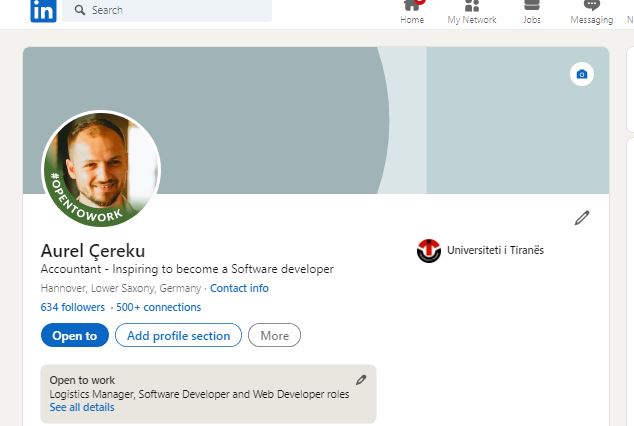 in
Search
Home
My Network
Jobs
Messaging
#OPENTOWORK
Aurel Çereku
Universiteti i Tiranës
Accountant - Inspiring to become a Software developer
Hannover, Lower Saxony, Germany · Contact info
634 followers · 500+ connections
Open to
Add profile section
More
Open to work
Logistics Manager, Software Developer and Web Developer roles
See all details